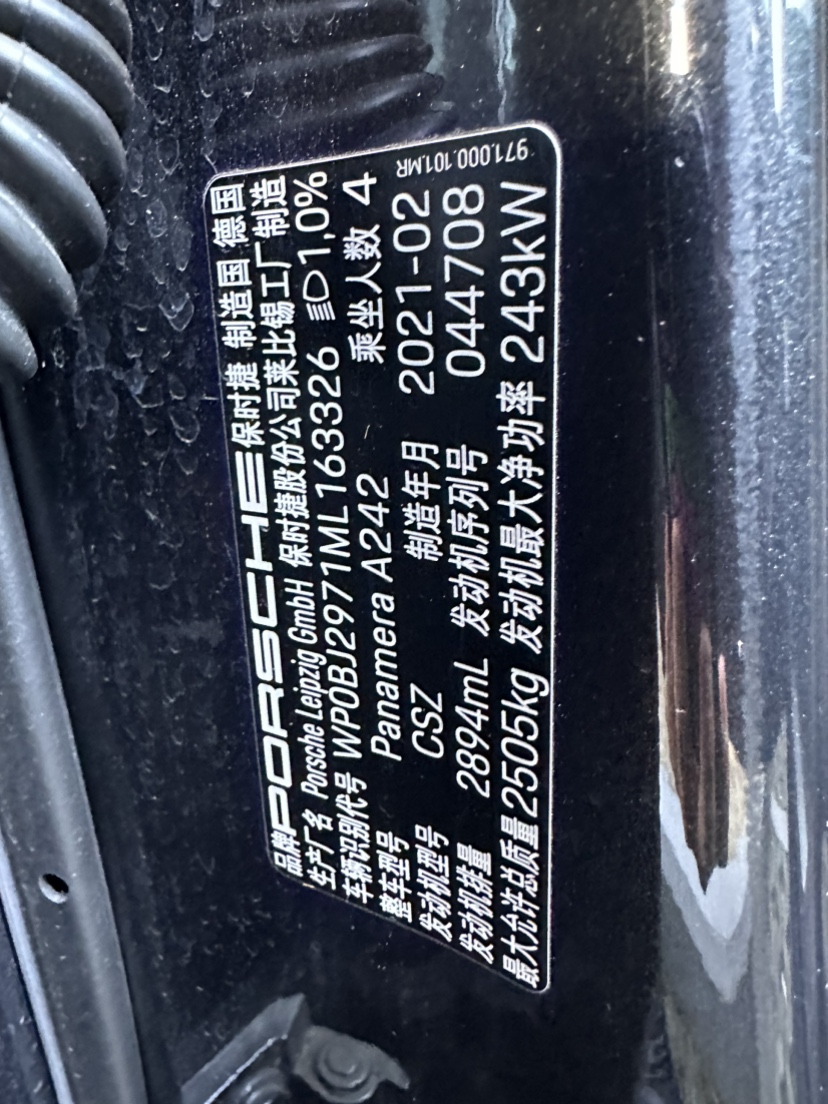 971.000.101.MR
品牌 PORSCHE 保时捷 制造国 德国
生产厂名 Porsche Leipzig GmbH 保时捷股份公司莱比锡工厂制造
车辆识别代号 WP0BJ2971ML163326 1,0%
整车型号 Panamera A242 乘坐人数 4
发动机型号 CSZ 制造年月 2021-02
发动机排量 2894mL 发动机序列号 044708
最大允许总质量 2505kg 发动机最大净功率 243kW